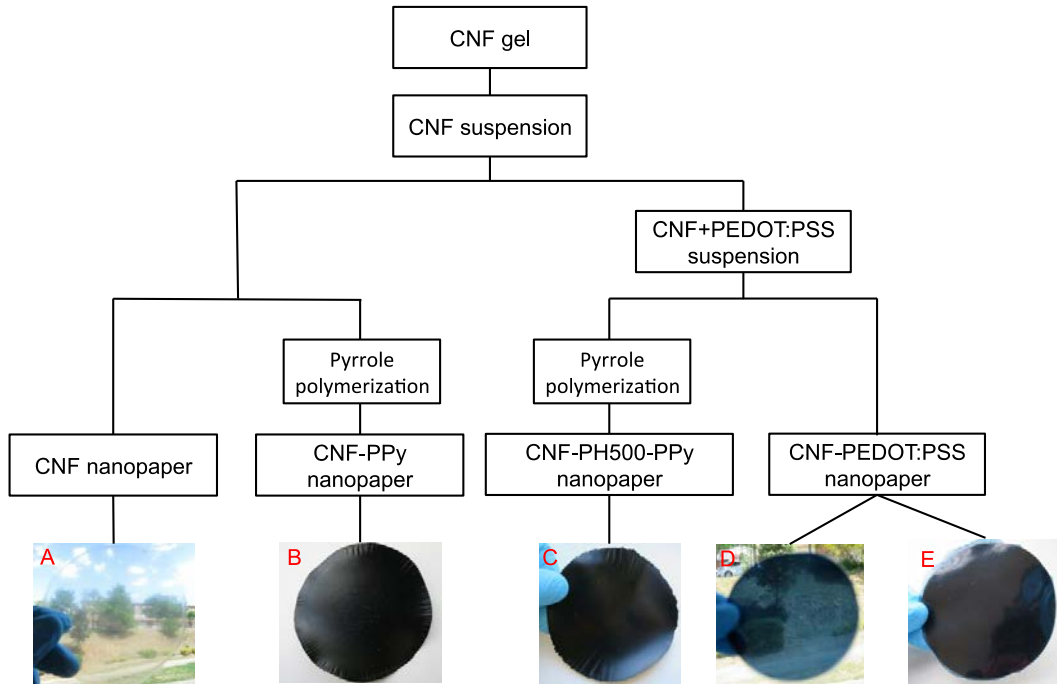 CNF gel
CNF suspension
CNF+PEDOT:PSS
suspension
Pyrrole
polymerization
Pyrrole
polymerization
CNF nanopaper
CNF-PPy
nanopaper
CNF-PH500-PPy
nanopaper
CNF-PEDOT:PSS
nanopaper
A
B
C
D
E